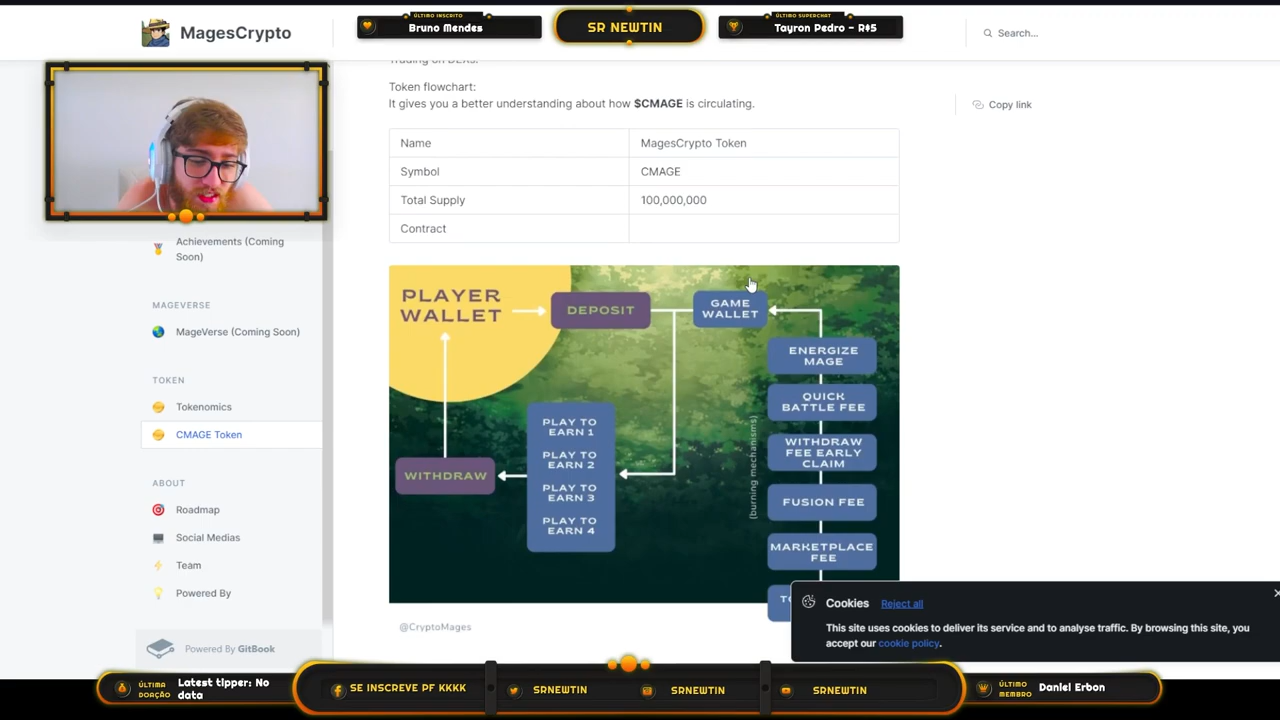 MagesCrypto
ÚLTIMO INSCRITO
Bruno Mendes
SR NEWTIN
ÚLTIMO SUPERCHAT
Tayron Pedro - R$5
Search...
Trading on DEXs.
Token flowchart:
It gives you a better understanding about how $CMAGE is circulating.
Copy link
Name
MagesCrypto Token
Symbol
CMAGE
Total Supply
100,000,000
Contract
Achievements (Coming
Soon)
MAGEVERSE
MageVerse (Coming Soon)
TOKEN
Tokenomics
CMAGE Token
ABOUT
Roadmap
Social Medias
Team
Powered By
Powered By GitBook
PLAYER
WALLET
DEPOSIT
GAME
WALLET
ENERGIZE
MAGE
QUICK
BATTLE FEE
WITHDRAW
FEE EARLY
CLAIM
FUSION FEE
MARKETPLACE
FEE
(burning mechanisms)
PLAY TO
EARN 1
PLAY TO
EARN 2
PLAY TO
EARN 3
PLAY TO
EARN 4
WITHDRAW
@CryptoMages
Cookies Reject all
This site uses cookies to deliver its service and to analyse traffic. By browsing this site, you
accept our cookie policy.
ÚLTIMA
DOAÇÃO
Latest tipper: No
data
SE INSCREVE PF KKKK
SRNEWTIN
SRNEWTIN
SRNEWTIN
ÚLTIMO
MEMBRO
Daniel Erbon